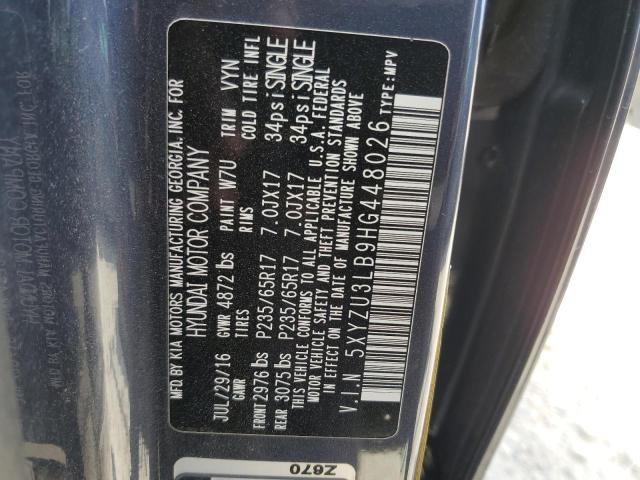 MFD.BY KIA MOTORS MANUFACTURING GEORGIA, INC. FOR
HYUNDAI MOTOR COMPANY
JUL/29/16 GVWR 4872 lbs PAINT W7U TRIM VYN
GAWR TIRES RIMS COLD TIRE INFL
FRONT 2976 lbs P235/65R17 7.0JX17 34psi SINGLE
REAR 3075 lbs P235/65R17 7.0JX17 34psi SINGLE
THIS VEHICLE CONFORMS TO ALL APPLICABLE U.S.A. FEDERAL
MOTOR VEHICLE SAFETY AND THEFT PREVENTION STANDARDS
IN EFFECT ON THE DATE OF MANUFACTURE SHOWN ABOVE
V.I.N 5XYZU3LB9HG448026
TYPE:MPV
Z670